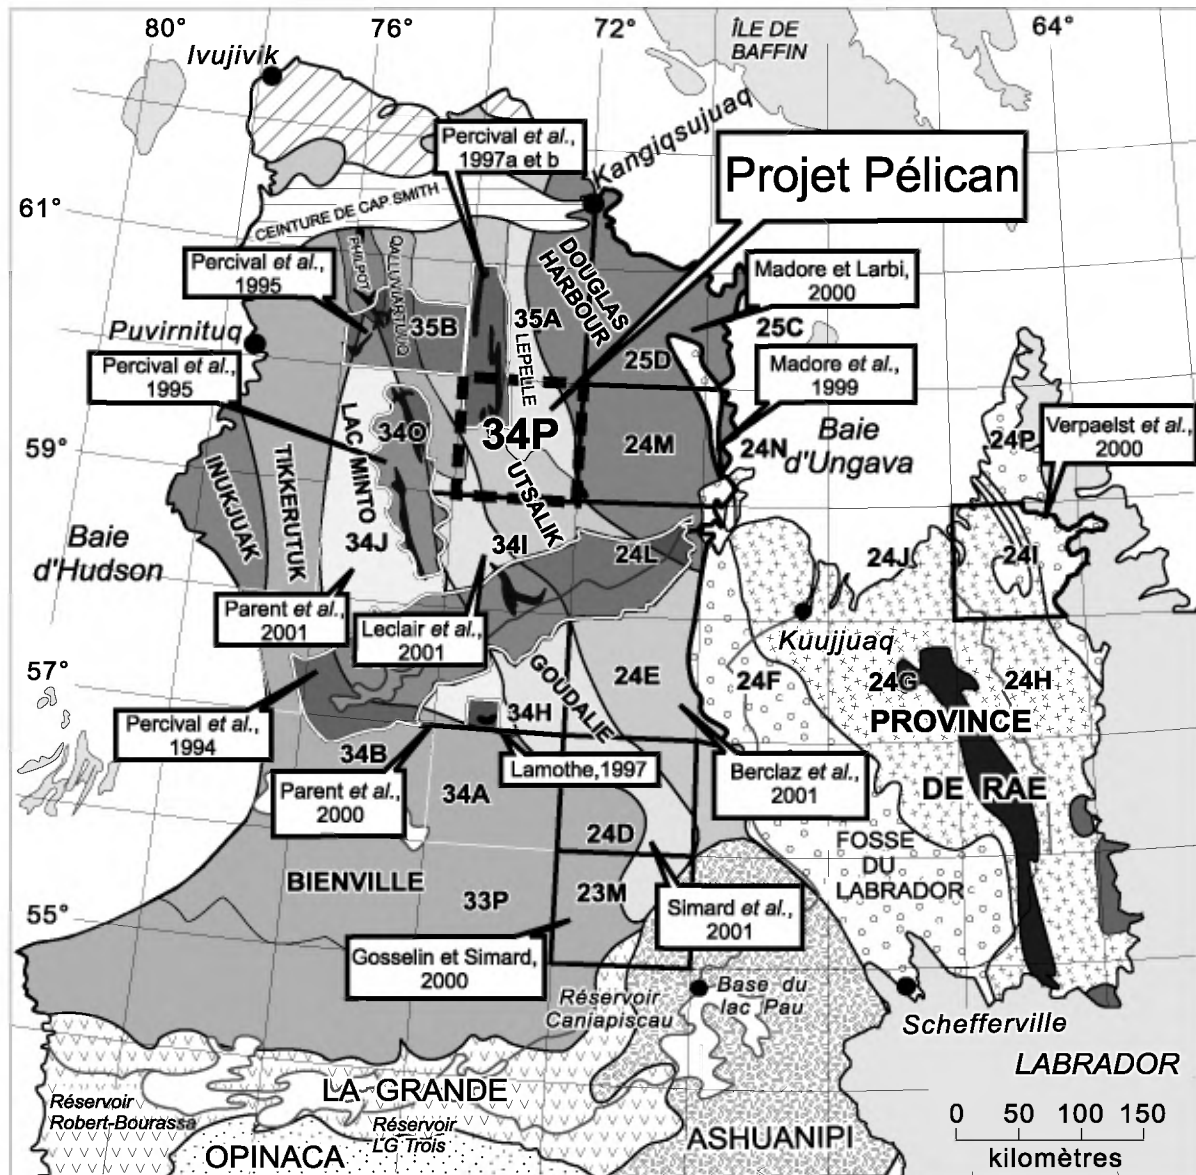 80°
76°
72°
64°
Ivujivik
ÎLE DE
BAFFIN
Percival et al.,
1997a et b
Kangiqsujuaq
Projet Pélican
61°
CEINTURE DE CAP SMITH
PHILPOT
QALLUVIARTUUQ
Percival et al.,
1995
DOUGLAS
HARBOUR
Madore et Larbi,
2000
Puvirnituq
35B
35A
LEPELLE
25C
25D
Percival et al.,
1995
Madore et al.,
1999
LAC MINTO
34O
34P
24M
24N
Baie
d'Ungava
24P
Verpaelst et al.,
2000
59°
INUKJUAK
TIKKERUTUK
UTSALIK
Baie
d'Hudson
34J
34I
24L
24J
24I
Parent et al.,
2001
Leclair et al.,
2001
Kuujjuaq
57°
GOUDALIE
24E
24F
24G
24H
34H
PROVINCE
DE RAE
Percival et al.,
1994
34B
Lamothe,1997
Parent et al.,
2000
34A
Berclaz et al.,
2001
24D
FOSSE
DU
LABRADOR
BIENVILLE
33P
23M
Simard et al.,
2001
55°
Gosselin et Simard,
2000
Réservoir
Caniapiscau
Base du
lac Pau
Schefferville
LABRADOR
LA GRANDE
Réservoir
Robert-Bourassa
Réservoir
LG Trois
OPINACA
ASHUANIPI
0 50 100 150
kilomètres